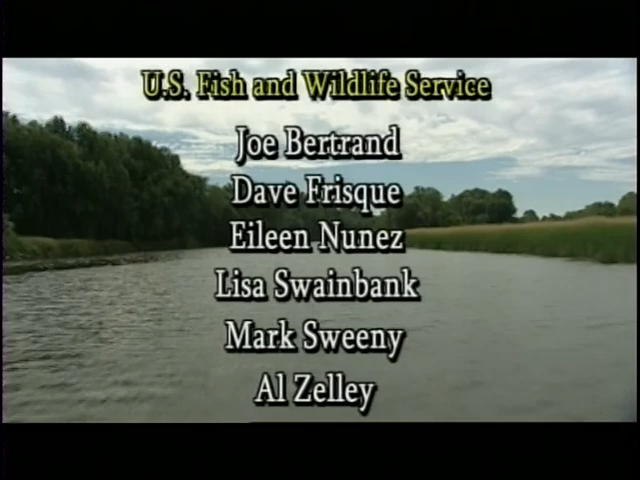 U.S. Fish and Wildlife Service
Joe Bertrand
Dave Frisque
Eileen Nunez
Lisa Swainbank
Mark Sweeny
Al Zelley